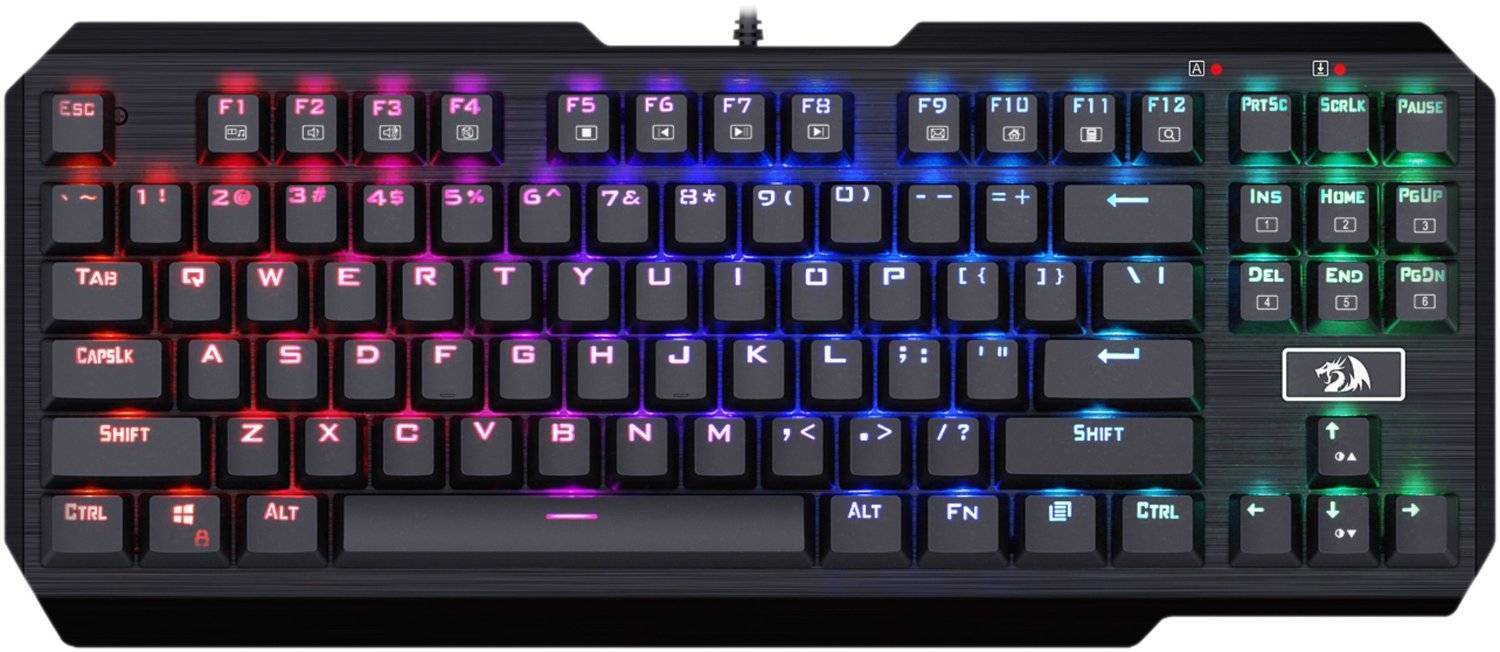 A
Esc F1 F2 F3 F4 F5 F6 F7 F8 F9 F10 F11 F12 PrtSc ScrLk Pause
` ~ 1 ! 2 @ 3 # 4 $ 5 % 6 ^ 7 & 8 * 9 ( 0 ) - – = + ← Ins Home PgUp
1 2 3
Tab Q W E R T Y U I O P [ { ] } \ | Del End PgDn
4 5 6
CapsLk A S D F G H J K L ; : ' " ↵
Shift Z X C V B N M , < . > / ? Shift ↑
Ctrl Alt Alt Fn Ctrl ← ↓ →